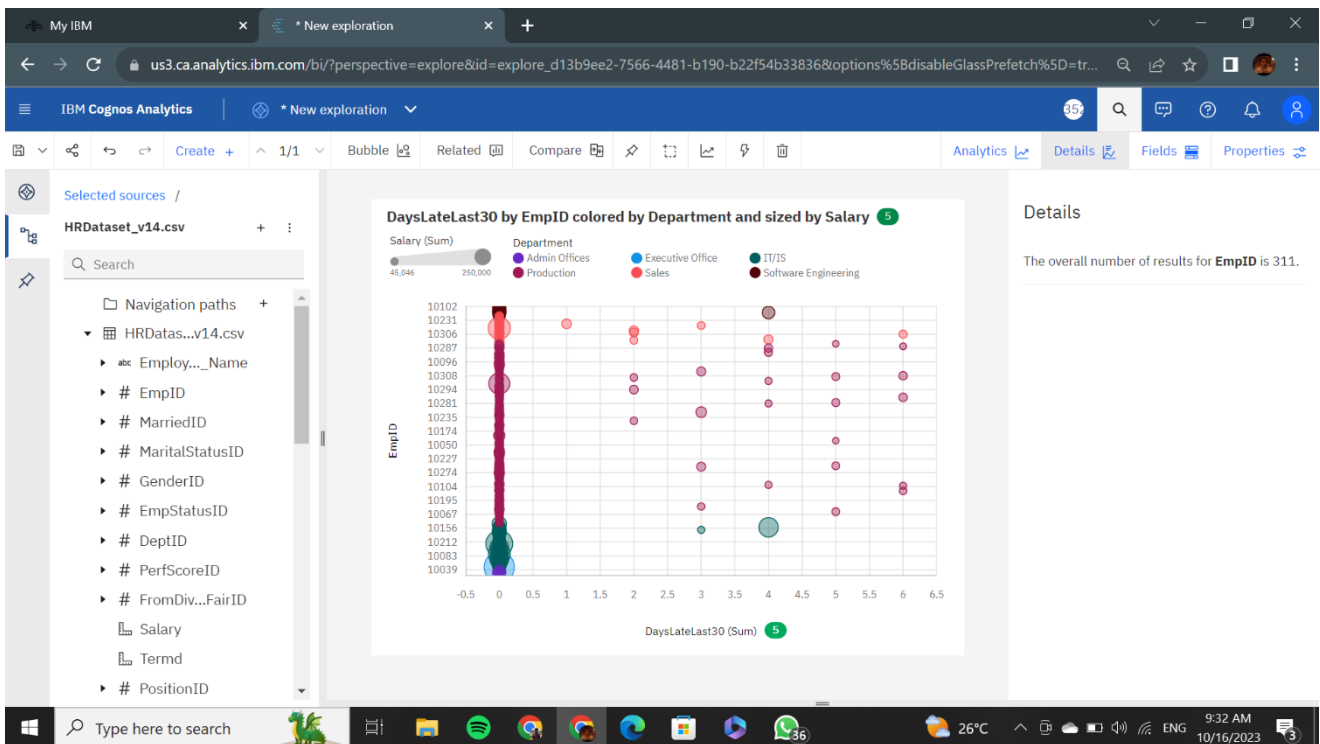 My IBM
* New exploration
us3.ca.analytics.ibm.com/bi/?perspective=explore&id=explore_d13b9ee2-7566-4481-b190-b22f54b33836&options%5BdisableGlassPrefetch%5D=tr...
IBM Cognos Analytics
* New exploration
Create +
1/1
Bubble
Related
Compare
Analytics
Details
Fields
Properties
Selected sources /
HRDataset_v14.csv
Search
Navigation paths +
HRDatas...v14.csv
abc Employ..._Name
# EmpID
# MarriedID
# MaritalStatusID
# GenderID
# EmpStatusID
# DeptID
# PerfScoreID
# FromDiv...FairID
Salary
Termd
# PositionID
DaysLateLast30 by EmpID colored by Department and sized by Salary 5
Salary (Sum)
45,046 250,000
Department
Admin Offices Executive Office IT/IS
Production Sales Software Engineering
EmpID
10102
10231
10306
10287
10096
10308
10294
10281
10235
10174
10050
10227
10274
10104
10195
10067
10156
10212
10083
10039
-0.5 0 0.5 1 1.5 2 2.5 3 3.5 4 4.5 5 5.5 6 6.5
DaysLateLast30 (Sum) 5
Details
The overall number of results for EmpID is 311.
Type here to search
36
26°C
ENG
9:32 AM
10/16/2023
3